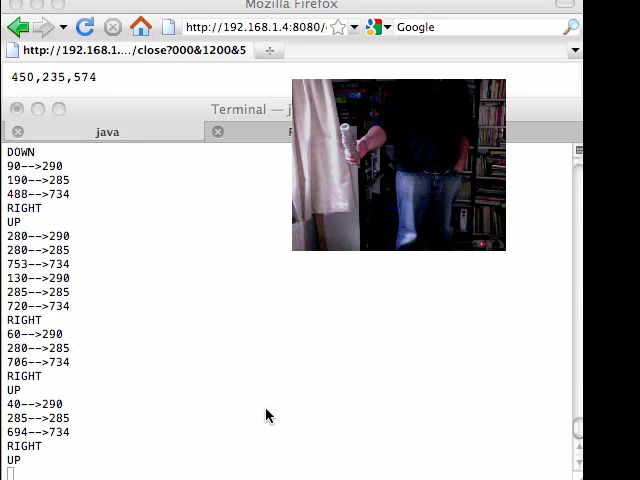 Mozilla Firefox
http://192.168.1.4:8080/
Google
http://192.168.1..../close?000&1200&5
450,235,574
Terminal — j
java
DOWN
90-->290
190-->285
488-->734
RIGHT
UP
280-->290
280-->285
753-->734
130-->290
285-->285
720-->734
RIGHT
60-->290
280-->285
706-->734
RIGHT
UP
40-->290
285-->285
694-->734
RIGHT
UP